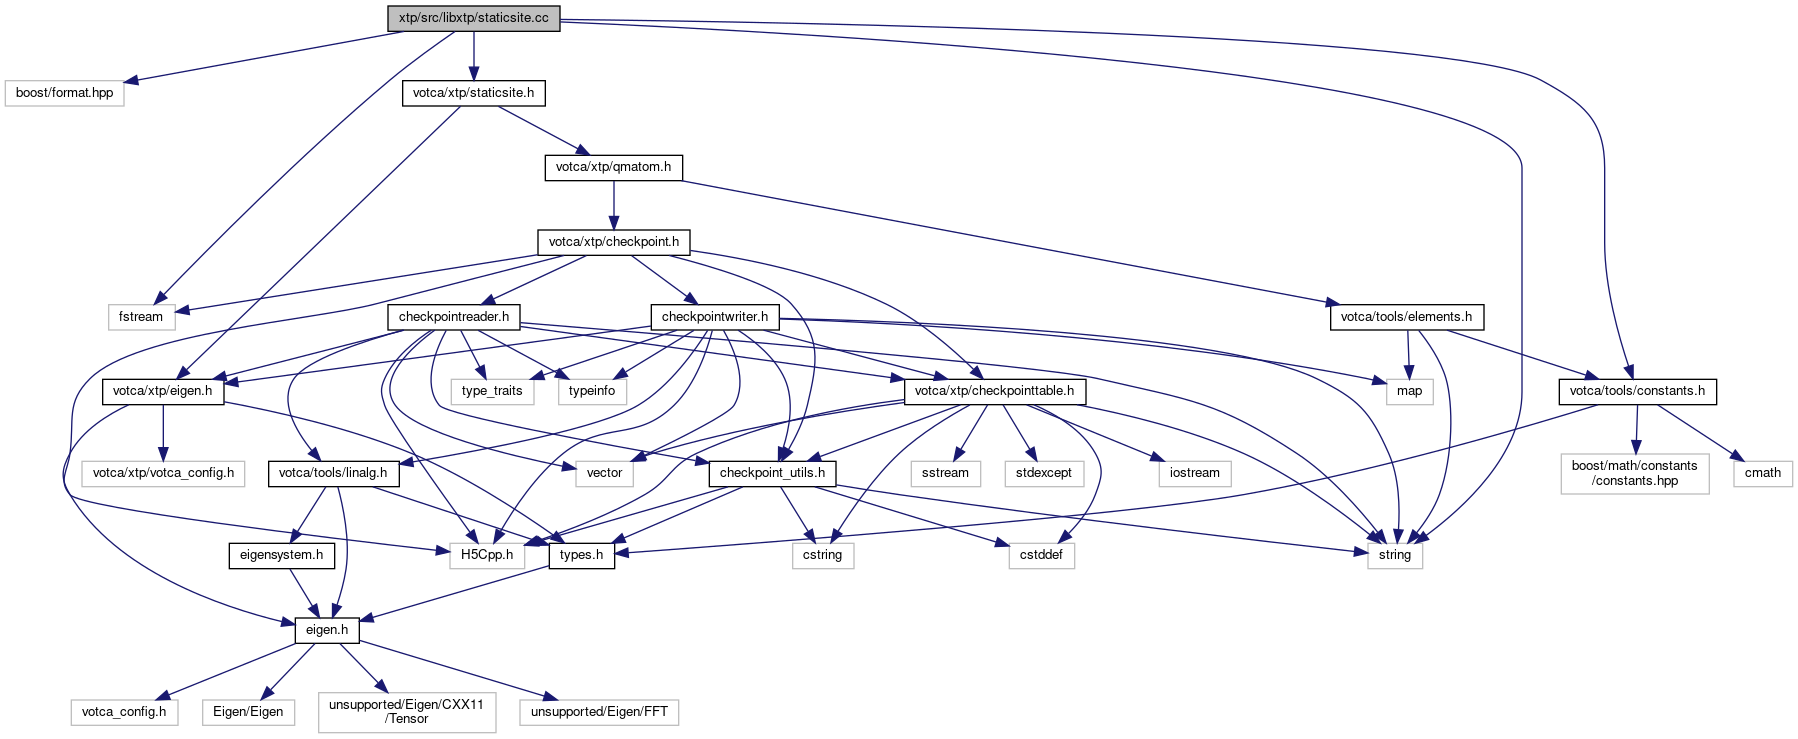 xtp/src/libxtp/staticsite.cc
boost/format.hpp
votca/xtp/staticsite.h
votca/xtp/qmatom.h
votca/xtp/checkpoint.h
fstream
checkpointreader.h
checkpointwriter.h
votca/tools/elements.h
votca/xtp/eigen.h
type_traits
typeinfo
votca/xtp/checkpointtable.h
map
votca/tools/constants.h
votca/xtp/votca_config.h
votca/tools/linalg.h
vector
checkpoint_utils.h
sstream
stdexcept
iostream
boost/math/constants
/constants.hpp
cmath
eigensystem.h
H5Cpp.h
types.h
cstring
cstddef
string
eigen.h
votca_config.h
Eigen/Eigen
unsupported/Eigen/CXX11
/Tensor
unsupported/Eigen/FFT